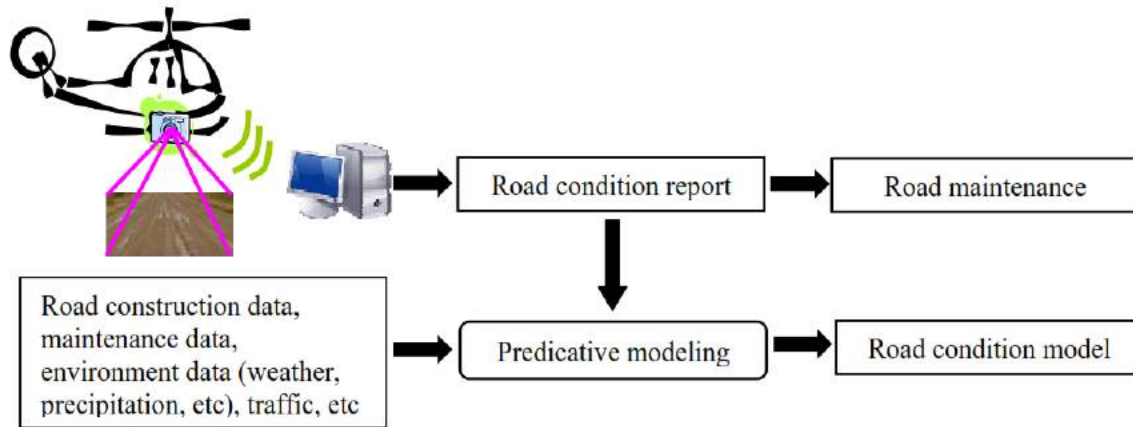 Road condition report
Road maintenance
Road construction data,
maintenance data,
environment data (weather,
precipitation, etc), traffic, etc
Predicative modeling
Road condition model